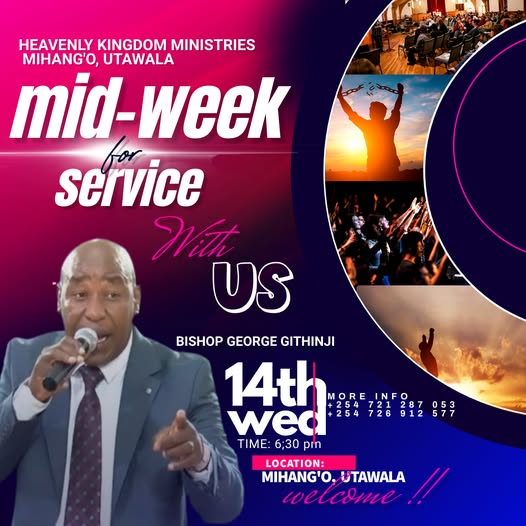 HEAVENLY KINGDOM MINISTRIES
MIHANG'O, UTAWALA
mid-week
for
service
With
US
BISHOP GEORGE GITHINJI
14th
wed
TIME: 6;30 pm
MORE INFO
+254 721 287 053
+254 726 912 577
LOCATION:
MIHANG'O, UTAWALA
welcome !!